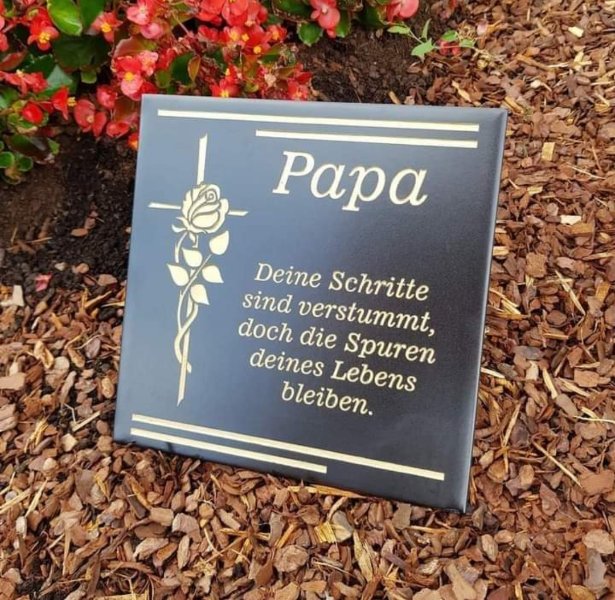 Papa
Deine Schritte
sind verstummt,
doch die Spuren
deines Lebens
bleiben.